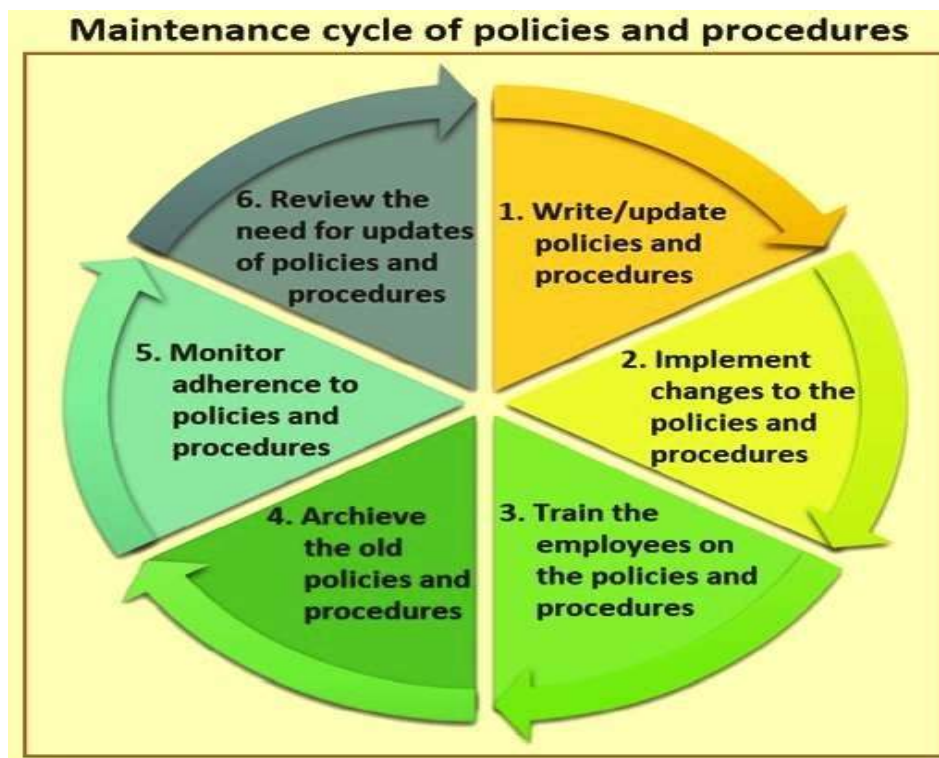 Maintenance cycle of policies and procedures
1. Write/update
policies and
procedures
2. Implement
changes to the
policies and
procedures
3. Train the
employees on
the policies and
procedures
4. Archieve
the old
policies and
procedures
5. Monitor
adherence to
policies and
procedures
6. Review the
need for updates
of policies and
procedures